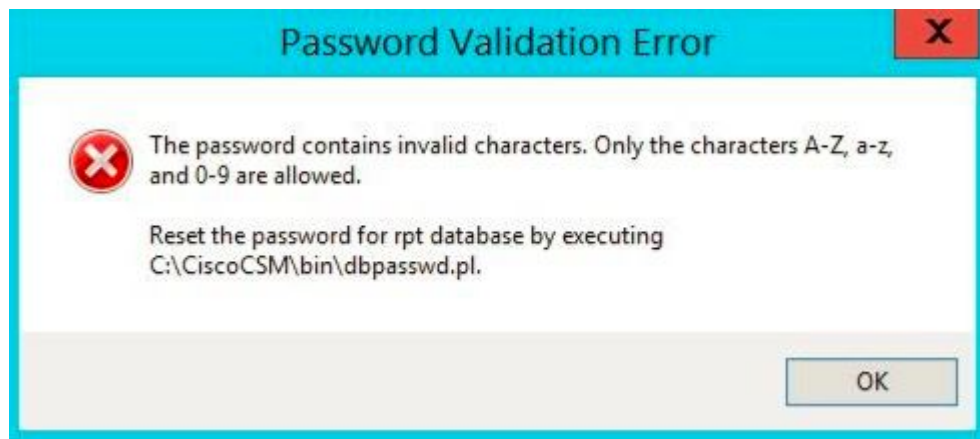 Password Validation Error
X
The password contains invalid characters. Only the characters A-Z, a-z,
and 0-9 are allowed.
Reset the password for rpt database by executing
C:\CiscoCSM\bin\dbpasswd.pl.
OK